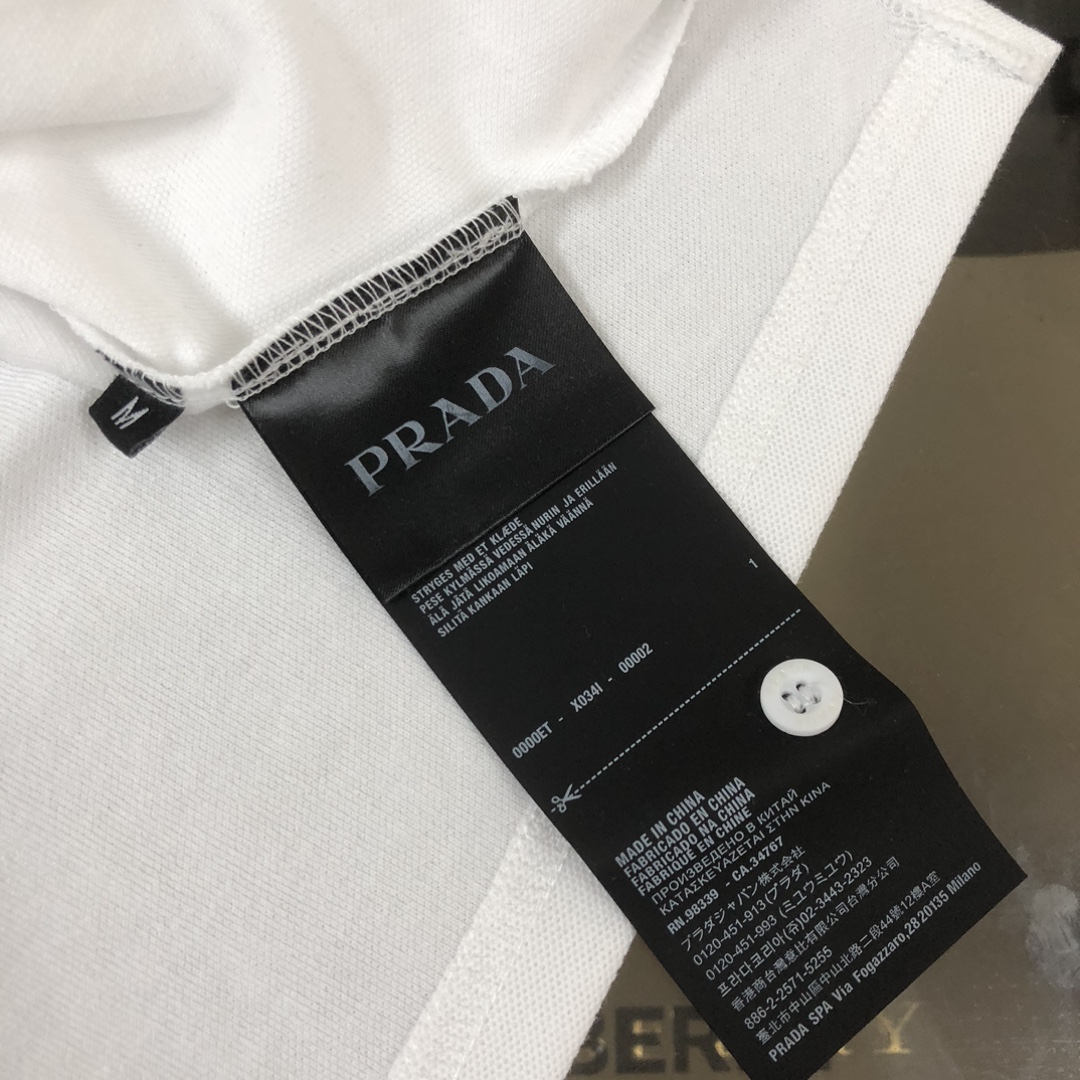 M
PRADA
STRYGES MED ET KLÆDE
PESE KYLMÄSSÄ VEDESSÄ NURIN JA ERILLÄÄN
ÄLÄ JÄTÄ LIKOAMAAN ÄLÄKÄ VÄÄNNÄ
SILITÄ KANKAAN LÄPI
1
0000ET - X034I - 00002
MADE IN CHINA
FABRICADO EN CHINA
FABRICADO NA CHINA
FABRIQUÉ EN CHINE
ПРОИЗВЕДЕНО В КИТАЙ
ΚΑΤΑΣΚΕΥΑΖΕΤΑΙ ΣΤΗΝ ΚΙΝΑ
RN.98339 - CA.34767
プラダジャパン株式会社
0120-451-913 (プラダ)
0120-451-993 (ミユウミユウ)
프라다코리아(쥬)02-3443-2323
香港商台灣韋比有限公司台灣分公司
886-2-2571-5255
臺北市中山區中山北路二段44號12樓A室
PRADA SPA Via Fogazzaro,28 20135 Milano